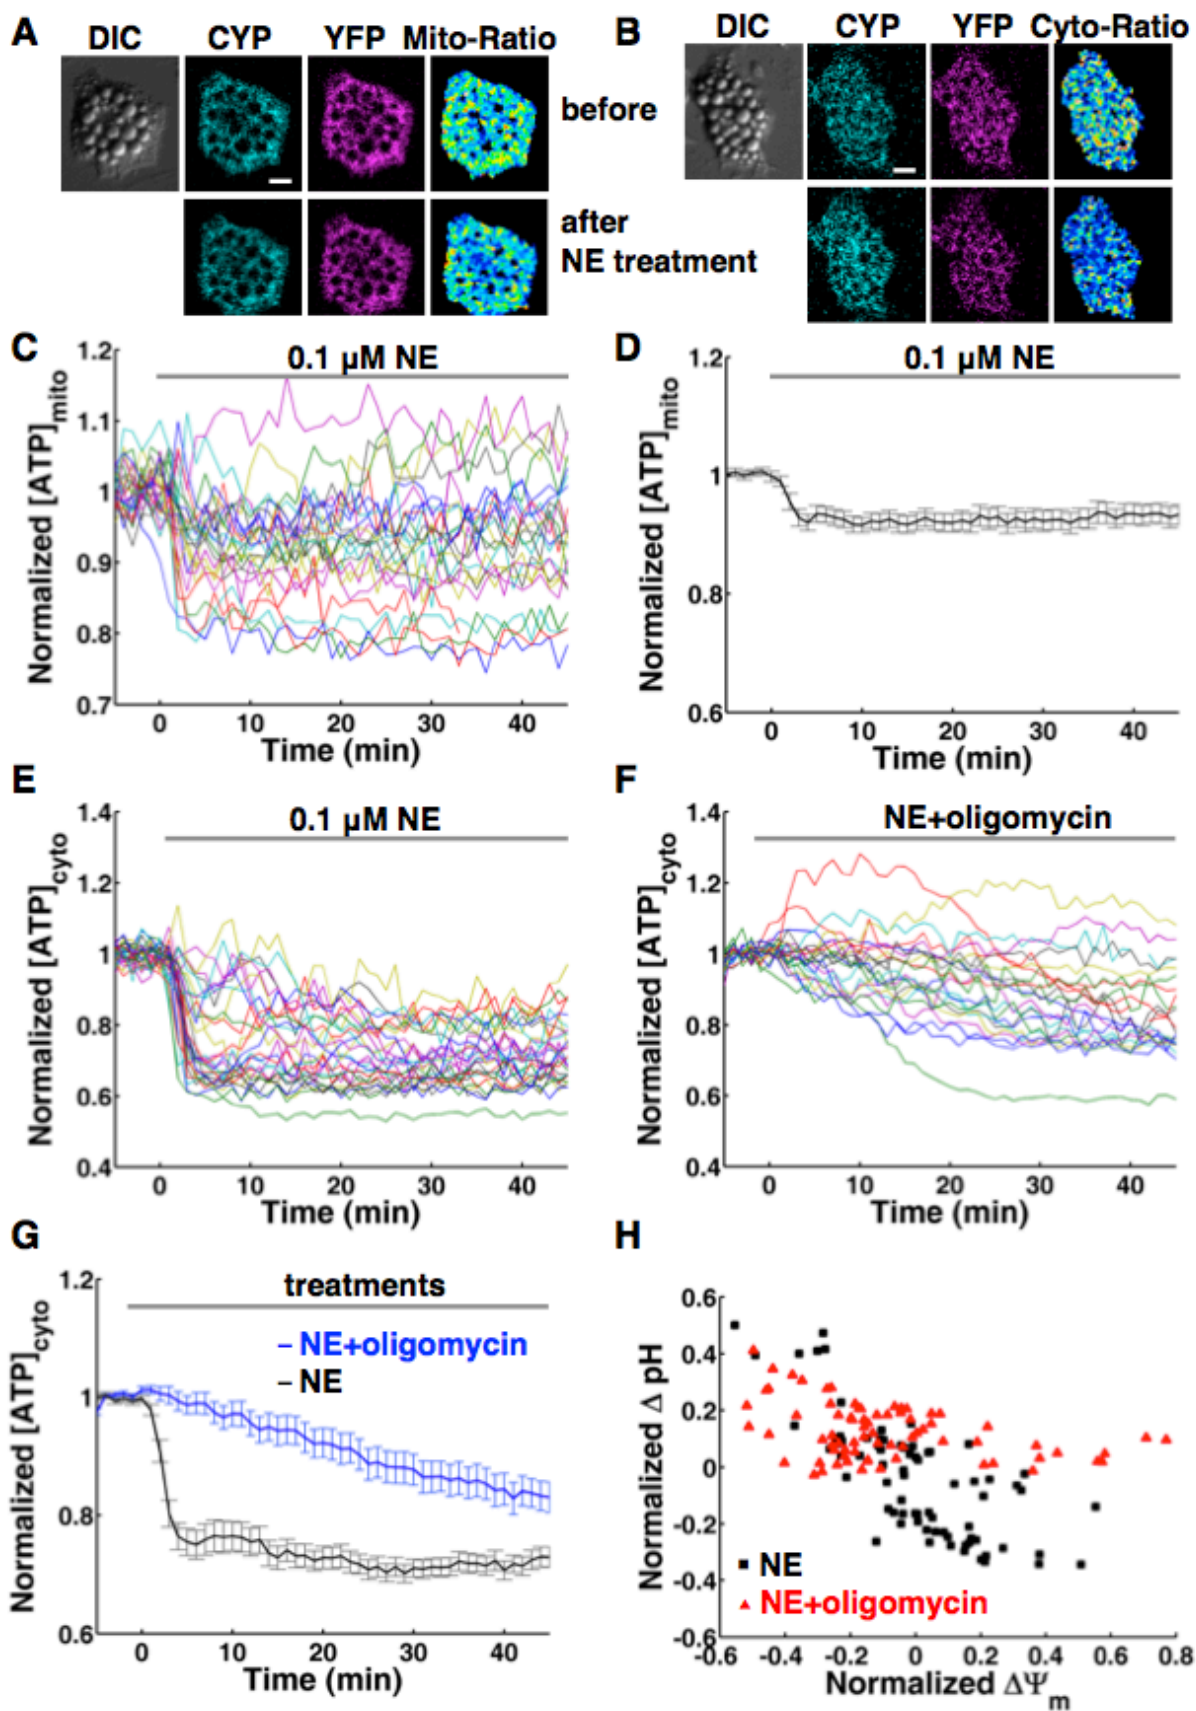 A
DIC CYP YFP Mito-Ratio
before
after
NE treatment
B
DIC CYP YFP Cyto-Ratio
C
0.1 μM NE
Normalized [ATP]mito
1.2
1.1
1
0.9
0.8
0.7
0 10 20 30 40
Time (min)
D
0.1 μM NE
Normalized [ATP]mito
1.2
1
0.8
0.6
0 10 20 30 40
Time (min)
E
0.1 μM NE
Normalized [ATP]cyto
1.4
1.2
1
0.8
0.6
0.4
0 10 20 30 40
Time (min)
F
NE+oligomycin
Normalized [ATP]cyto
1.4
1.2
1
0.8
0.6
0.4
0 10 20 30 40
Time (min)
G
treatments
NE+oligomycin
NE
Normalized [ATP]cyto
1.2
1
0.8
0.6
0 10 20 30 40
Time (min)
H
Normalized Δ pH
0.6
0.4
0.2
0
-0.2
-0.4
-0.6
NE
NE+oligomycin
-0.6 -0.4 -0.2 0 0.2 0.4 0.6 0.8
Normalized ΔΨm